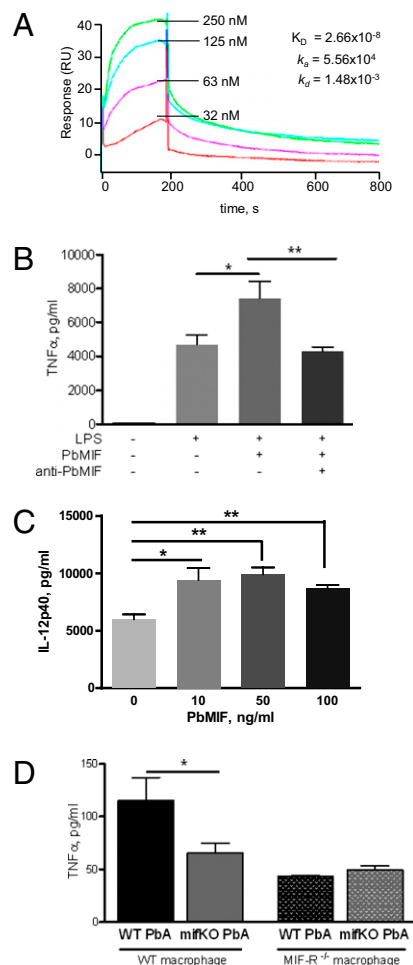 A
Response (RU)
50
40
30
20
10
0
250 nM
125 nM
63 nM
32 nM
K_D = 2.66x10⁻⁸
k_a = 5.56x10⁴
k_d = 1.48x10⁻³
0 200 400 600 800
time, s
B
TNFα, pg/ml
10000
8000
6000
4000
2000
0
* **
LPS - + + +
PbMIF - - + +
anti-PbMIF - - - +
C
IL-12p40, pg/ml
15000
10000
5000
0
**
**
*
0 10 50 100
PbMIF, ng/ml
D
TNFα, pg/ml
150
100
50
0
*
WT PbA mifKO PbA WT PbA mifKO PbA
WT macrophage MIF-R⁻/⁻ macrophage